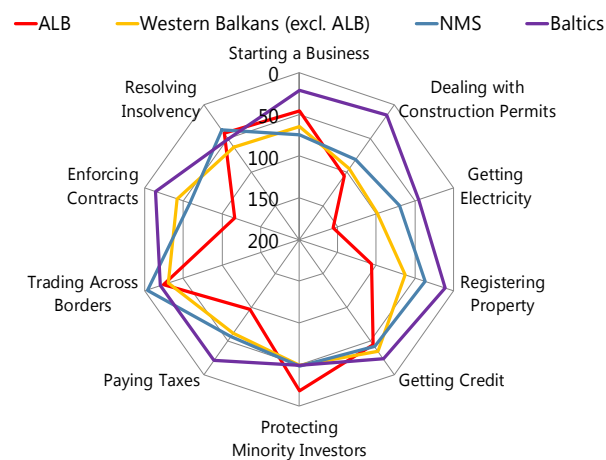 ALB Western Balkans (excl. ALB) NMS Baltics
Starting a Business
0
50
100
150
200
Dealing with
Construction Permits
Getting
Electricity
Registering
Property
Getting Credit
Protecting
Minority Investors
Paying Taxes
Trading Across
Borders
Enforcing
Contracts
Resolving
Insolvency